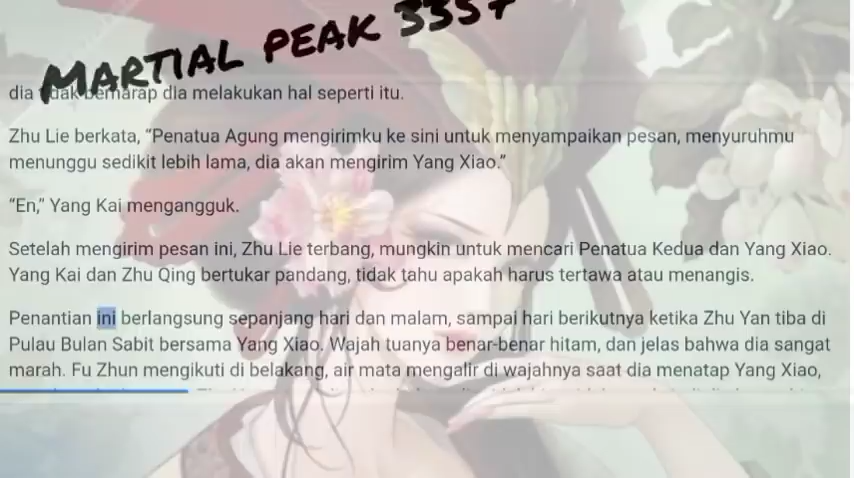 MARTIAL PEAK 3357
dia tidak berharap dia melakukan hal seperti itu.
Zhu Lie berkata, “Penatua Agung mengirimku ke sini untuk menyampaikan pesan, menyuruhmu
menunggu sedikit lebih lama, dia akan mengirim Yang Xiao.”
“En,” Yang Kai mengangguk.
Setelah mengirim pesan ini, Zhu Lie terbang, mungkin untuk mencari Penatua Kedua dan Yang Xiao.
Yang Kai dan Zhu Qing bertukar pandang, tidak tahu apakah harus tertawa atau menangis.
Penantian ini berlangsung sepanjang hari dan malam, sampai hari berikutnya ketika Zhu Yan tiba di
Pulau Bulan Sabit bersama Yang Xiao. Wajah tuanya benar-benar hitam, dan jelas bahwa dia sangat
marah. Fu Zhun mengikuti di belakang, air mata mengalir di wajahnya saat dia menatap Yang Xiao,